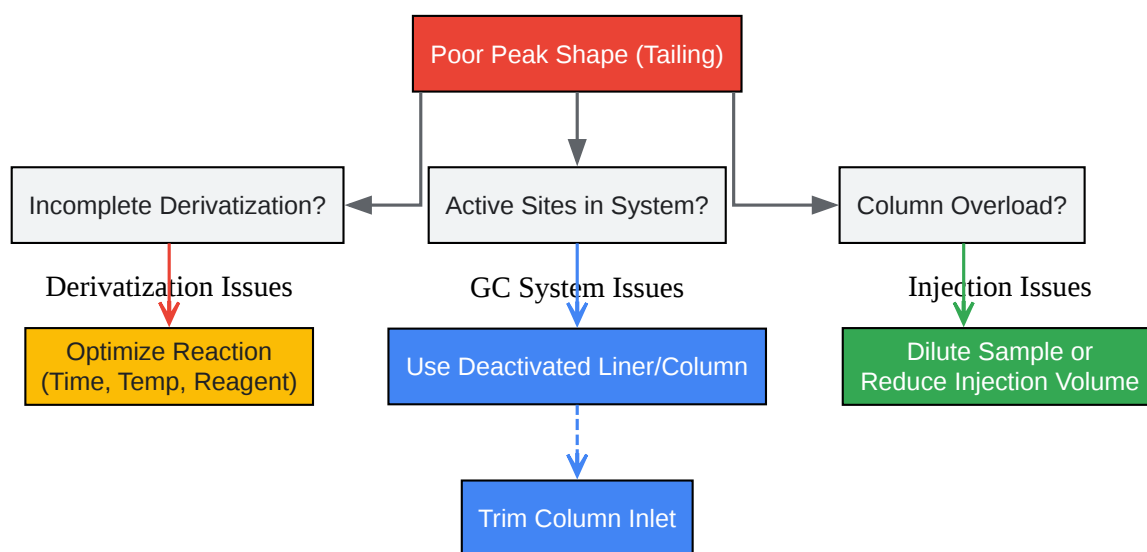 Poor Peak Shape (Tailing)
Incomplete Derivatization?
Active Sites in System?
Column Overload?
Derivatization Issues
GC System Issues
Injection Issues
Optimize Reaction
(Time, Temp, Reagent)
Use Deactivated Liner/Column
Dilute Sample or
Reduce Injection Volume
Trim Column Inlet